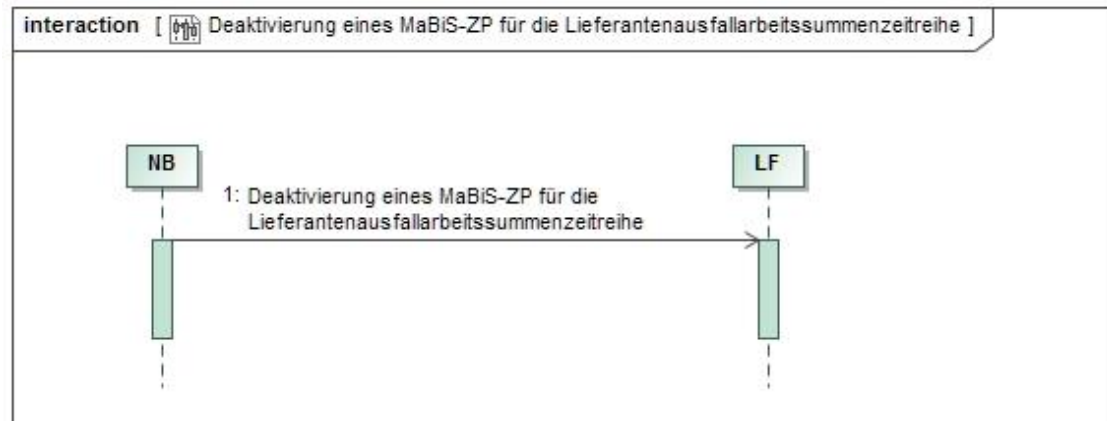 interaction [ Deaktivierung eines MaBiS-ZP für die Lieferantenausfallarbeitssummenzeitreihe ]
NB
LF
1: Deaktivierung eines MaBiS-ZP für die
Lieferantenausfallarbeitssummenzeitreihe